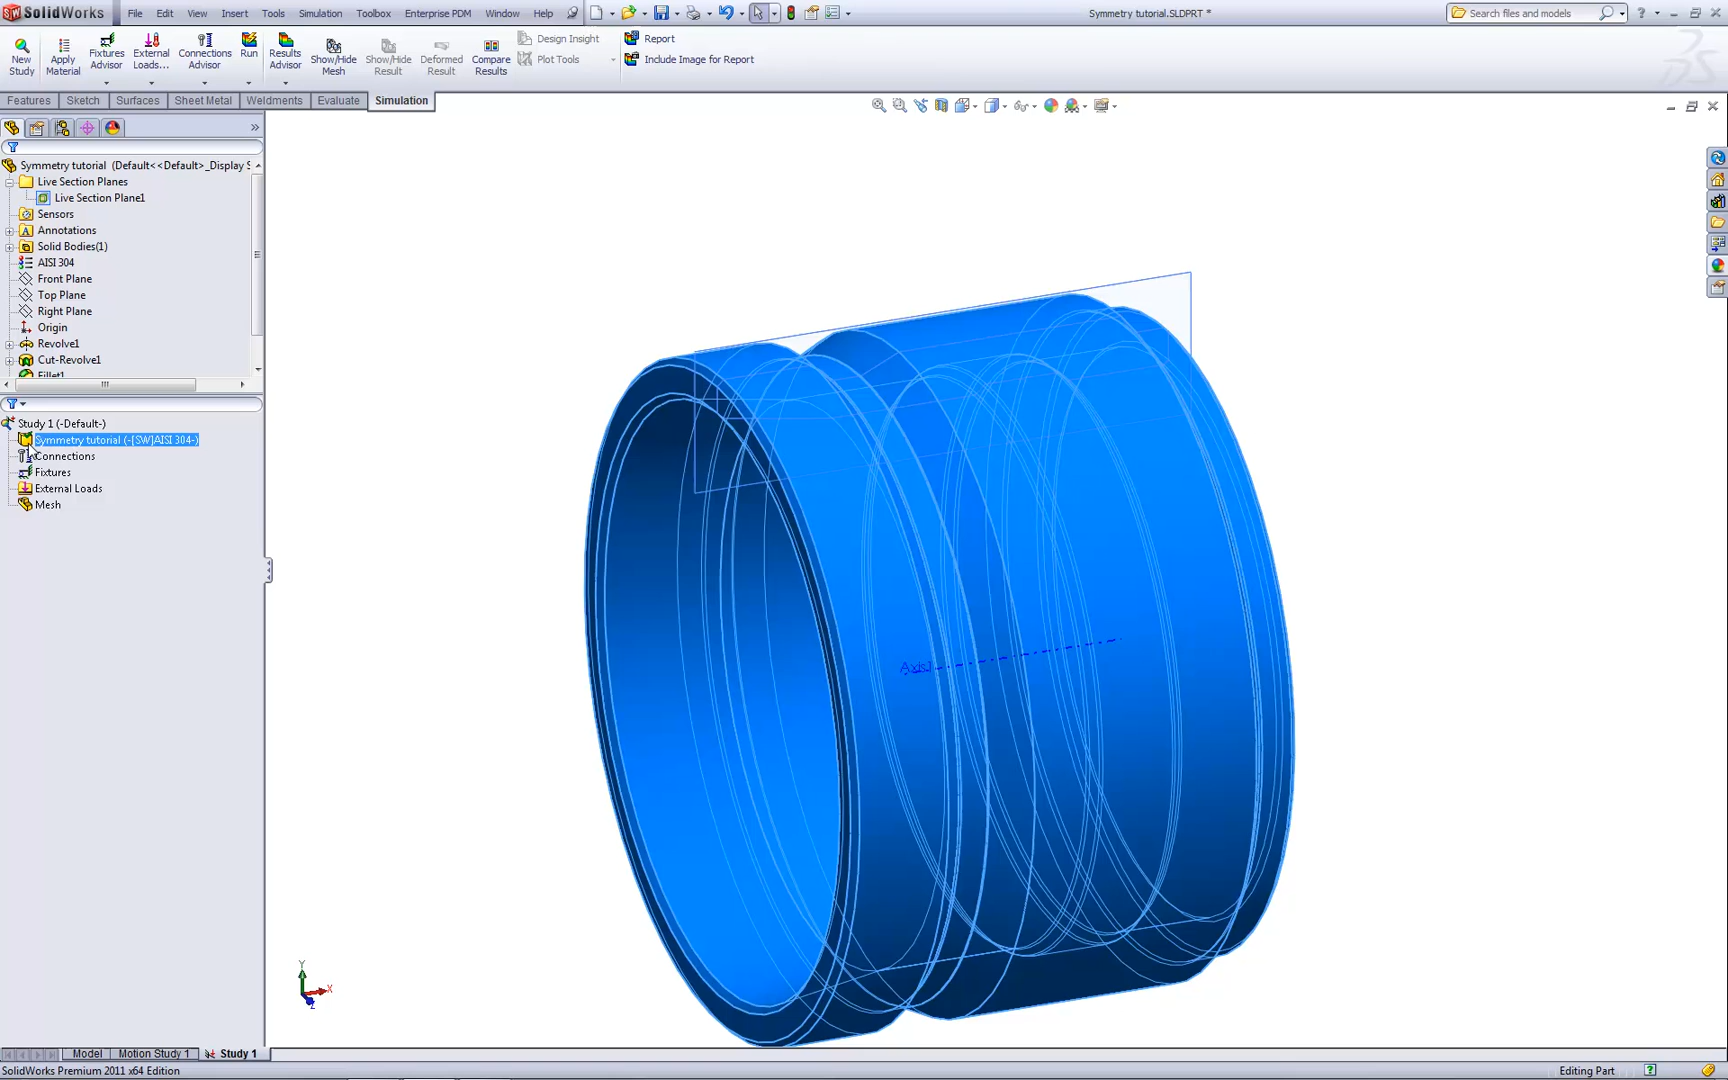 SolidWorks File Edit View Insert Tools Simulation Toolbox Enterprise PDM Window Help Symmetry tutorial.SLDPRT * Search files and models
New Study
Apply Material
Fixtures Advisor
External Loads...
Connections Advisor
Run
Results Advisor
Show/Hide Mesh
Show/Hide Result
Deformed Result
Compare Results
Design Insight
Plot Tools
Report
Include Image for Report
Features Sketch Surfaces Sheet Metal Weldments Evaluate Simulation
Symmetry tutorial (Default<<Default>_Display S
Live Section Planes
Live Section Plane1
Sensors
Annotations
Solid Bodies(1)
AISI 304
Front Plane
Top Plane
Right Plane
Origin
Revolve1
Cut-Revolve1
Fillet1
Study 1 (-Default-)
Symmetry tutorial (-[SW]AISI 304-)
Connections
Fixtures
External Loads
Mesh
Axis1
Y
X
Z
Model Motion Study 1 Study 1
SolidWorks Premium 2011 x64 Edition Editing Part